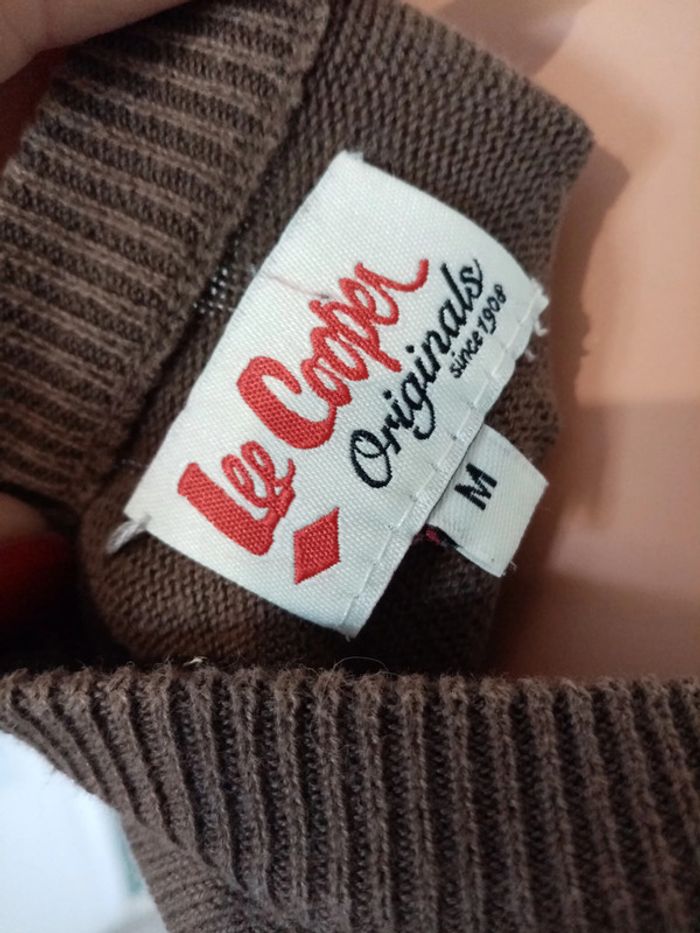 Lee Cooper
Originals
since 1908
M